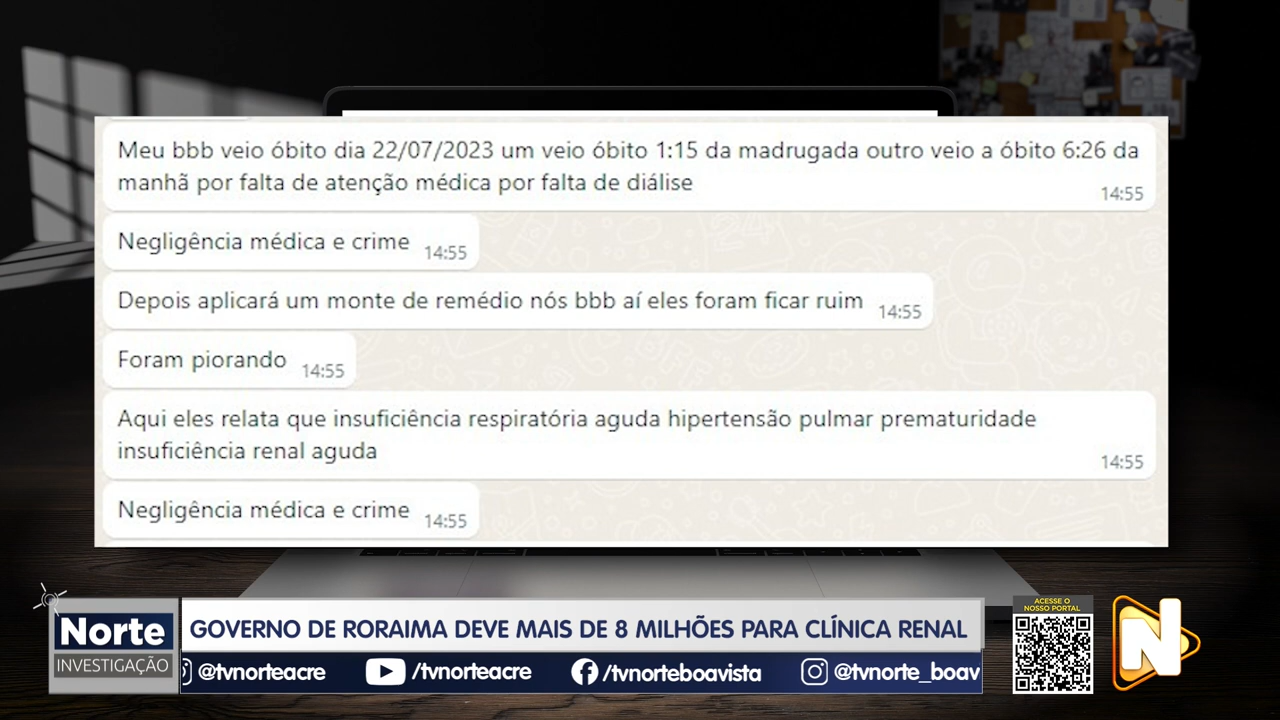 Meu bbb veio óbito dia 22/07/2023 um veio óbito 1:15 da madrugada outro veio a óbito 6:26 da
manhã por falta de atenção médica por falta de diálise
14:55
Negligência médica e crime
14:55
Depois aplicará um monte de remédio nós bbb aí eles foram ficar ruim
14:55
Foram piorando
14:55
Aqui eles relata que insuficiência respiratória aguda hipertensão pulmar prematuridade
insuficiência renal aguda
14:55
Negligência médica e crime
14:55
Norte
INVESTIGAÇÃO
GOVERNO DE RORAIMA DEVE MAIS DE 8 MILHÕES PARA CLÍNICA RENAL
@tvnorteacre
/tvnorteacre
/tvnorteboavista
@tvnorte_boav
ACESSE O
NOSSO PORTAL
N